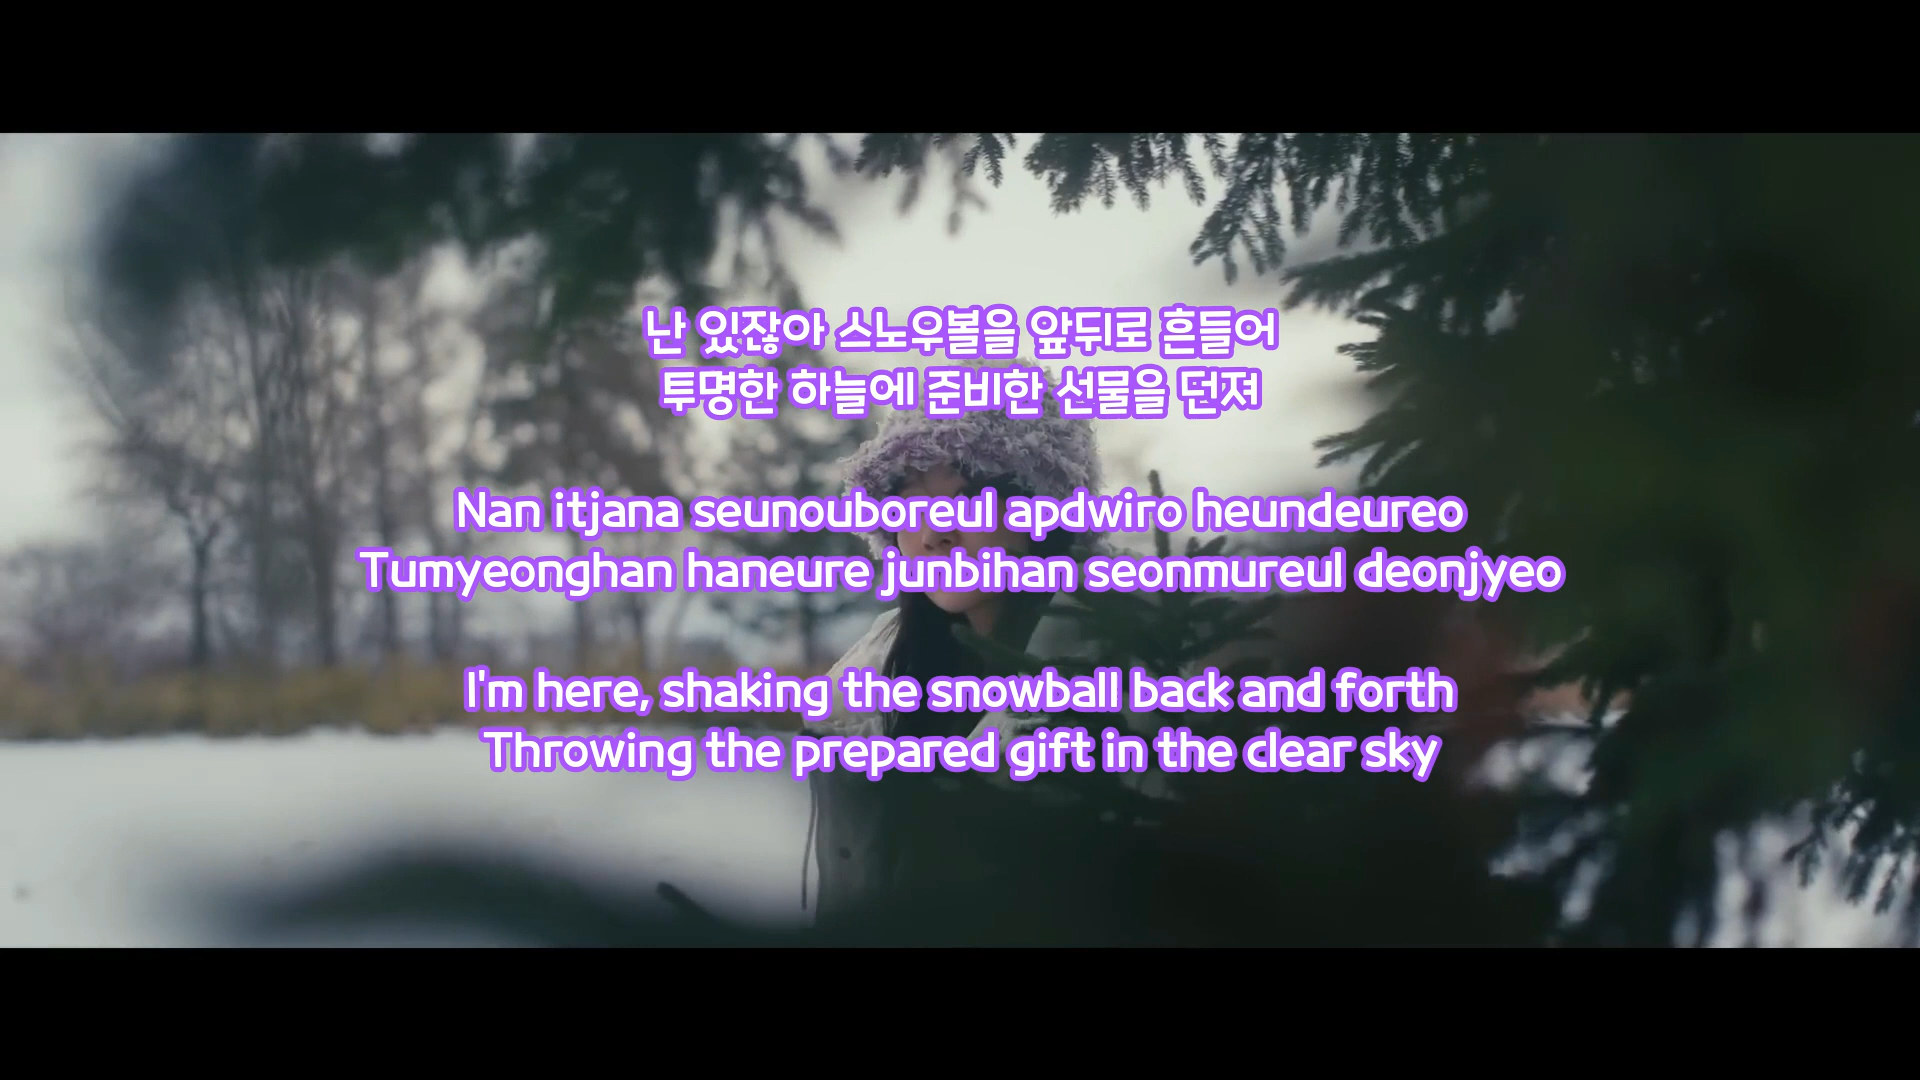 난 있잖아 스노우볼을 앞뒤로 흔들어
투명한 하늘에 준비한 선물을 던져
Nan itjana seunouboreul apdwiro heundeureo
Tumyeonghan haneure junbihan seonmureul deonjyeo
I'm here, shaking the snowball back and forth
Throwing the prepared gift in the clear sky